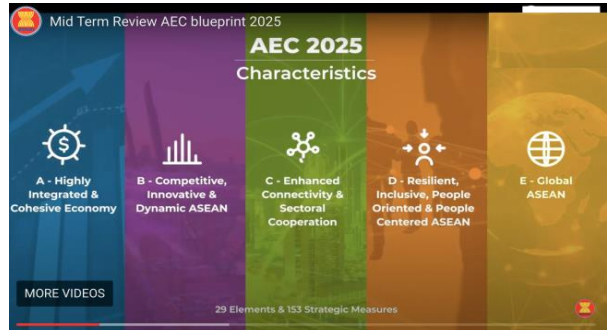 Mid Term Review AEC blueprint 2025
AEC 2025
Characteristics
A - Highly
Integrated &
Cohesive Economy
B - Competitive,
Innovative &
Dynamic ASEAN
C - Enhanced
Connectivity &
Sectoral
Cooperation
D - Resilient,
Inclusive, People
Oriented & People
Centered ASEAN
E - Global
ASEAN
MORE VIDEOS
29 Elements & 153 Strategic Measures